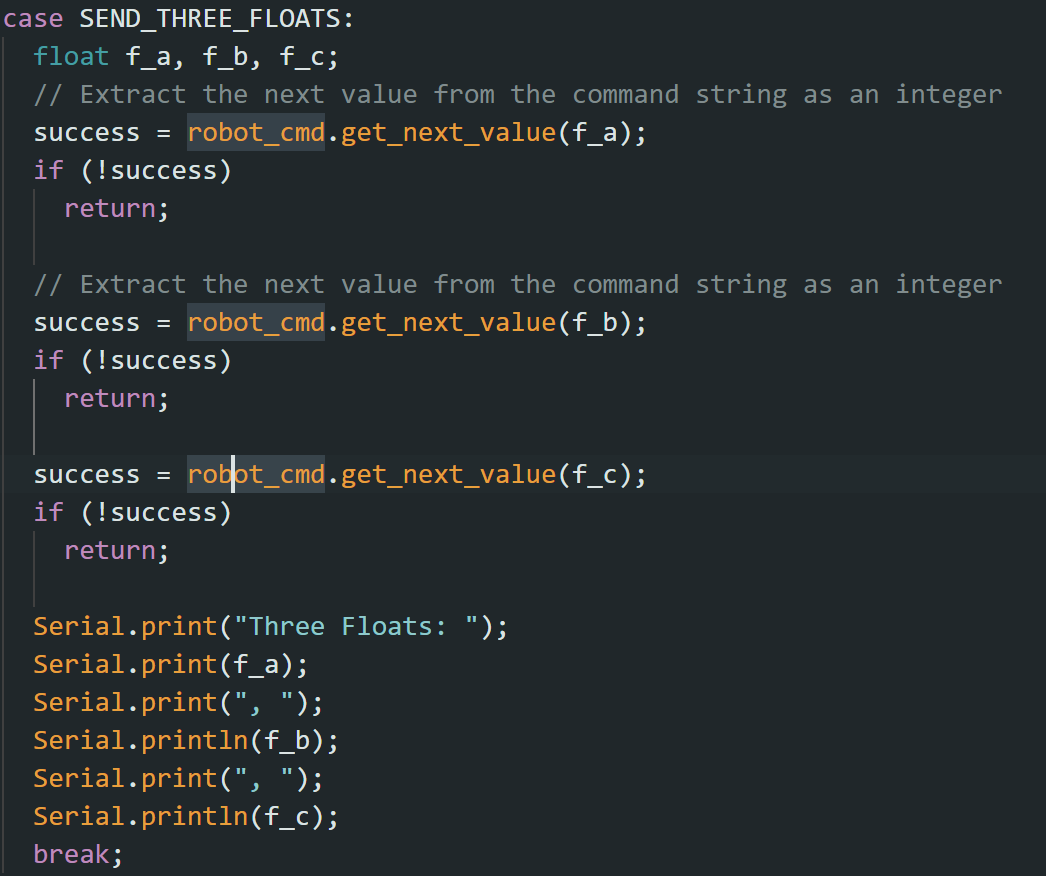 case SEND_THREE_FLOATS:
float f_a, f_b, f_c;
// Extract the next value from the command string as an integer
success = robot_cmd.get_next_value(f_a);
if (!success)
return;
// Extract the next value from the command string as an integer
success = robot_cmd.get_next_value(f_b);
if (!success)
return;
success = robot_cmd.get_next_value(f_c);
if (!success)
return;
Serial.print("Three Floats: ");
Serial.print(f_a);
Serial.print(", ");
Serial.println(f_b);
Serial.print(", ");
Serial.println(f_c);
break;